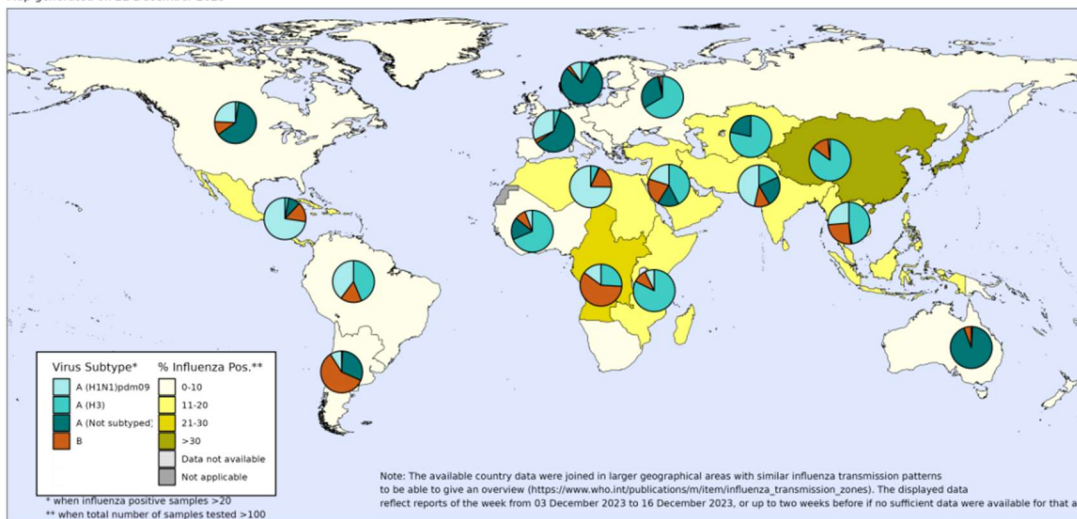 Virus Subtype*
A (H1N1)pdm09
A (H3)
A (Not subtyped)
B
% Influenza Pos.**
0-10
11-20
21-30
>30
Data not available
Not applicable
* when influenza positive samples >20
** when total number of samples tested >100
Note: The available country data were joined in larger geographical areas with similar influenza transmission patterns
to be able to give an overview (https://www.who.int/publications/m/item/influenza_transmission_zones). The displayed data
reflect reports of the week from 03 December 2023 to 16 December 2023, or up to two weeks before if no sufficient data were available for that a